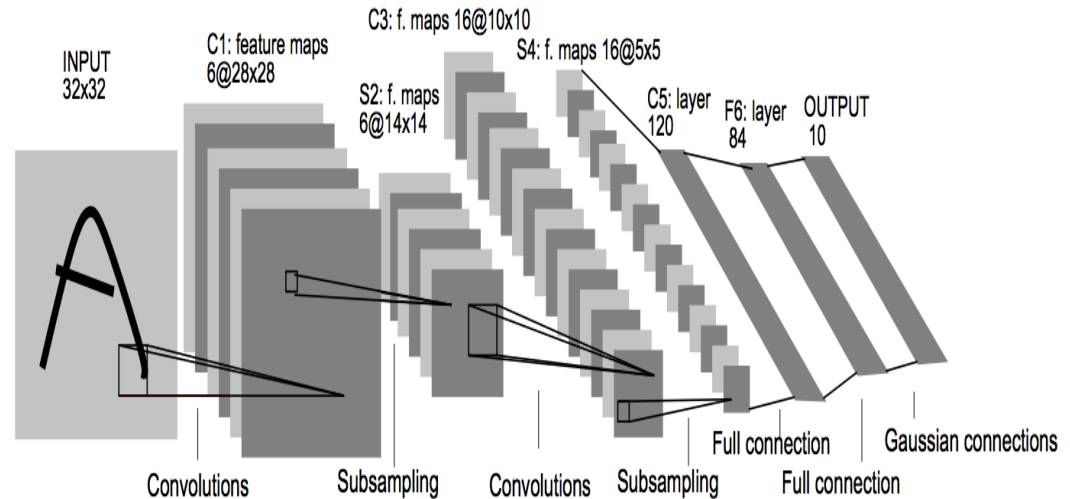 INPUT
32x32
C1: feature maps
6@28x28
S2: f. maps
6@14x14
C3: f. maps 16@10x10
S4: f. maps 16@5x5
C5: layer
120
F6: layer
84
OUTPUT
10
Convolutions
Subsampling
Convolutions
Subsampling
Full connection
Full connection
Gaussian connections